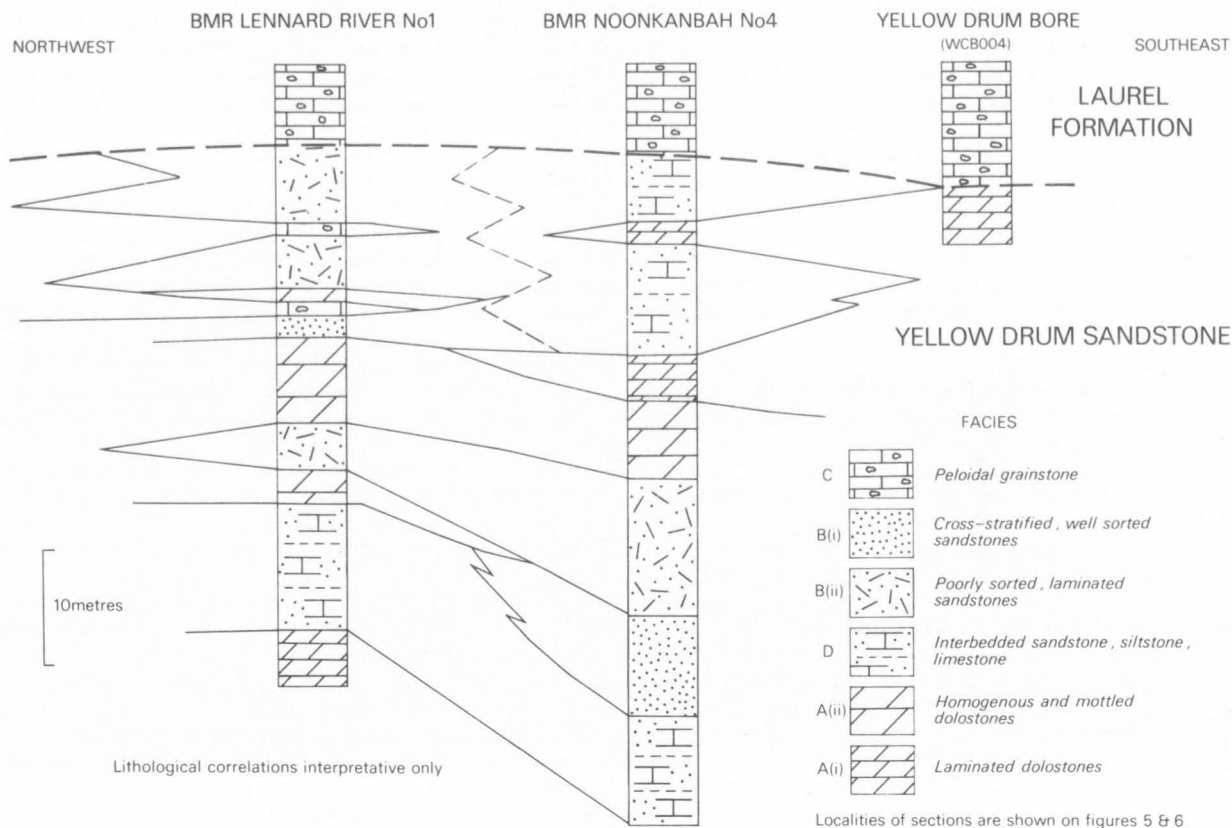 BMR LENNARD RIVER No1
BMR NOONKANBAH No4
YELLOW DRUM BORE
(WCB004)
NORTHWEST
SOUTHEAST
LAUREL
FORMATION
YELLOW DRUM SANDSTONE
FACIES
C
Peloidal grainstone
B(i)
Cross-stratified, well sorted
sandstones
B(ii)
Poorly sorted, laminated
sandstones
D
Interbedded sandstone, siltstone,
limestone
A(ii)
Homogenous and mottled
dolostones
A(i)
Laminated dolostones
10metres
Lithological correlations interpretative only
Localities of sections are shown on figures 5 & 6